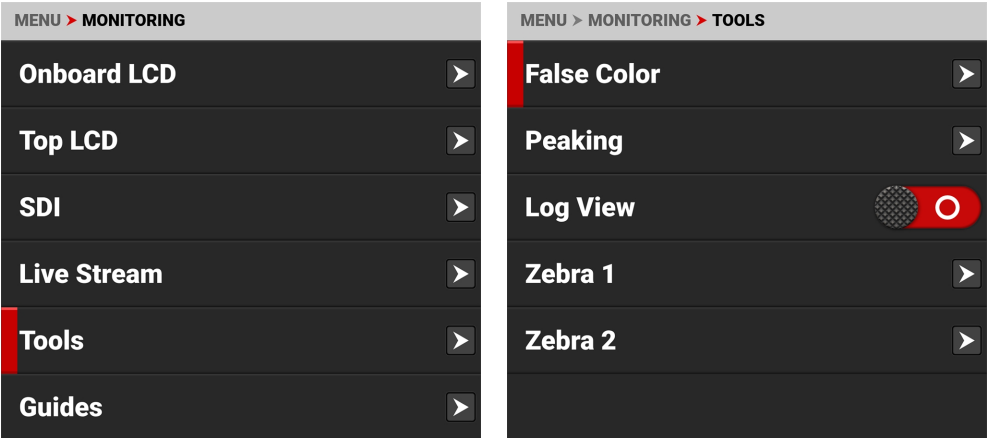 MENU ➤ MONITORING
Onboard LCD
Top LCD
SDI
Live Stream
Tools
Guides
MENU ➤ MONITORING ➤ TOOLS
False Color
Peaking
Log View
Zebra 1
Zebra 2